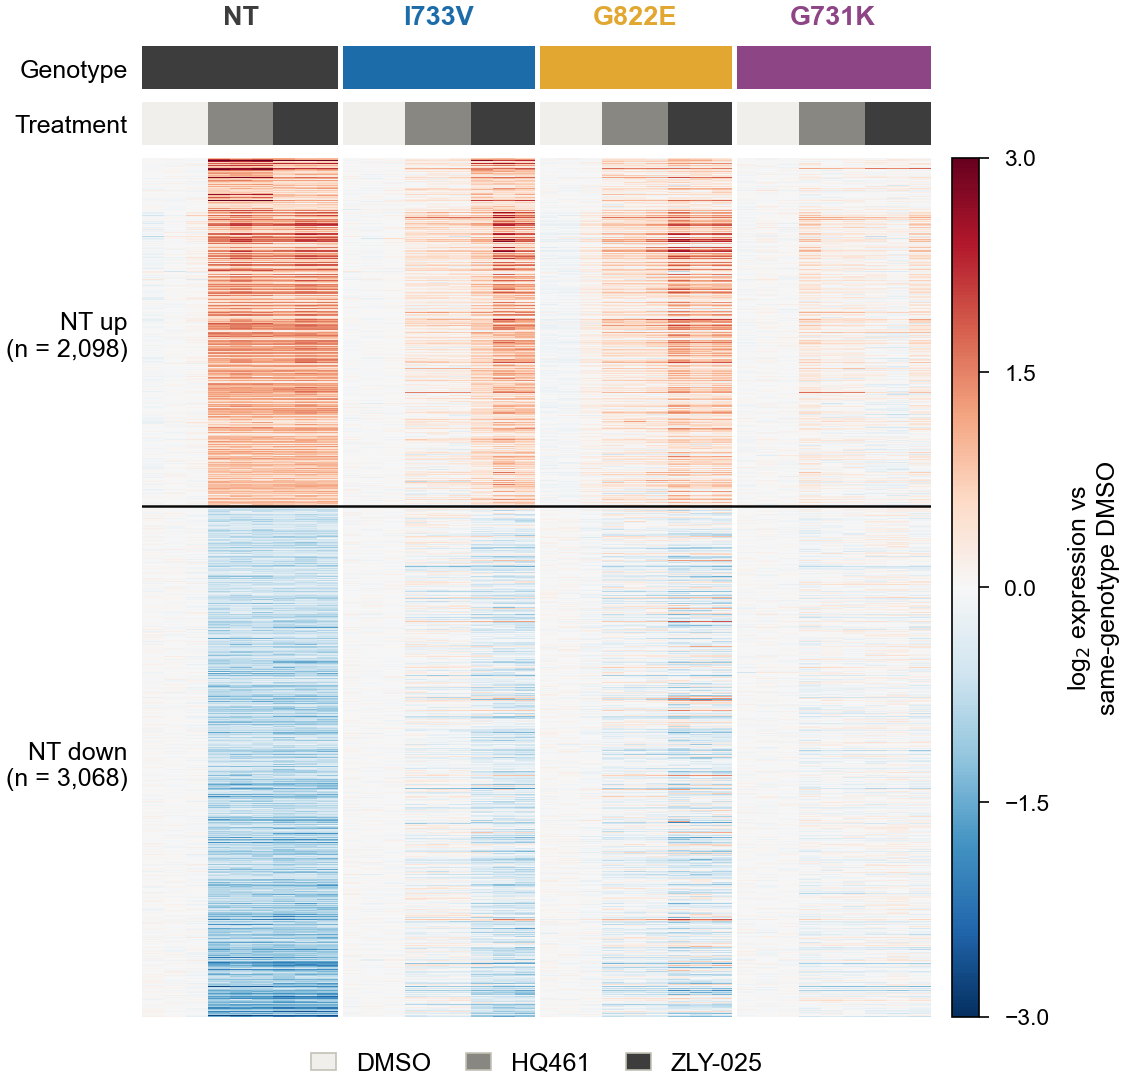 NT I733V G822E G731K
Genotype
Treatment
NT up
(n = 2,098)
NT down
(n = 3,068)
3.0
1.5
0.0
−1.5
−3.0
log₂ expression vs
same-genotype DMSO
DMSO HQ461 ZLY-025